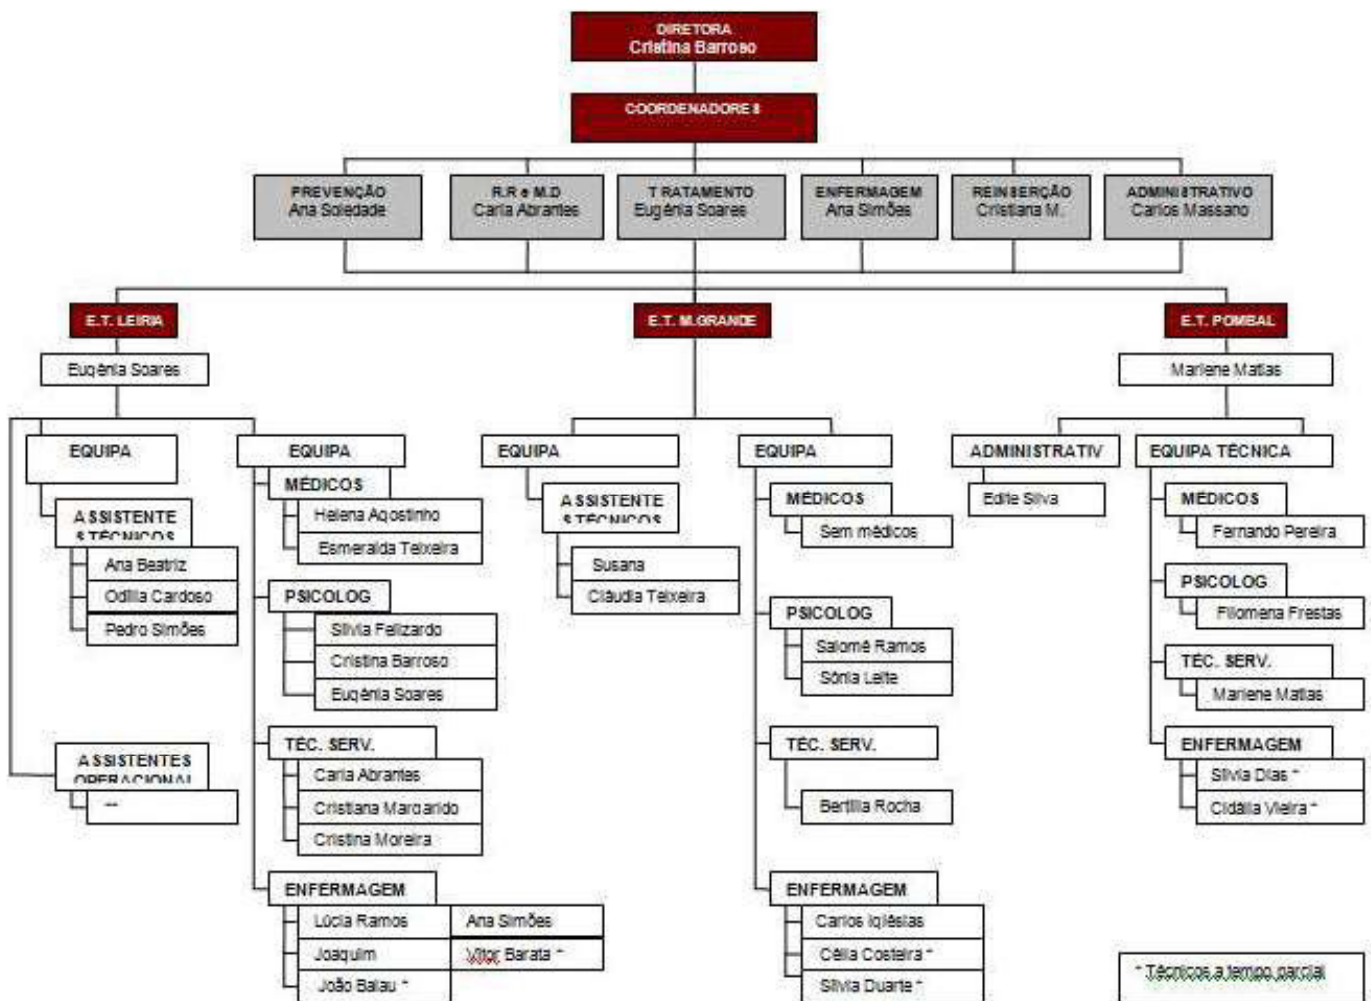 DIRETORA
Cristina Barroso
COORDENADORES
PREVENÇÃO
Ana Soledade
R.R e M.D
Carla Abrantes
TRATAMENTO
Eugénia Soares
ENFERMAGEM
Ana Simões
REINSERÇÃO
Cristiana M.
ADMINISTRATIVO
Carlos Massano
E.T. LEIRIA
Eugénia Soares
EQUIPA
ASSISTENTE
S TÉCNICOS
Ana Beatriz
Odília Cardoso
Pedro Simões
ASSISTENTES
OPERACIONAL
--
EQUIPA
MÉDICOS
Helena Agostinho
Esmeralda Teixeira
PSICOLOG
Sílvia Felizardo
Cristina Barroso
Eugénia Soares
TÉC. SERV.
Carla Abrantes
Cristiana Margarido
Cristina Moreira
ENFERMAGEM
Lúcia Ramos
Joaquim
João Balau *
Ana Simões
Vítor Barata *
E.T. M.GRANDE
EQUIPA
ASSISTENTE
S TÉCNICOS
Susana
Cláudia Teixeira
EQUIPA
MÉDICOS
Sem médicos
PSICOLOG
Salomé Ramos
Sónia Leite
TÉC. SERV.
Bertília Rocha
ENFERMAGEM
Carlos Iglésias
Célia Costeira *
Sílvia Duarte *
E.T. POMBAL
Marlene Matias
ADMINISTRATIV
Edite Silva
EQUIPA TÉCNICA
MÉDICOS
Fernando Pereira
PSICOLOG
Filomena Frestas
TÉC. SERV.
Marlene Matias
ENFERMAGEM
Sílvia Dias *
Cidália Vieira *
* Técnicos a tempo parcial